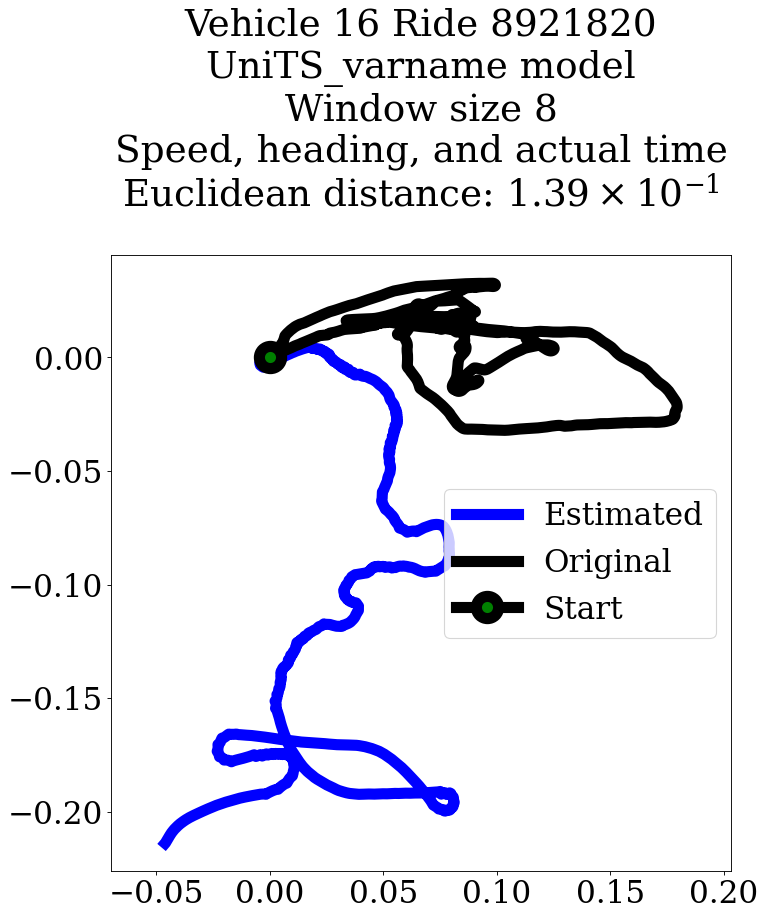 Vehicle 16 Ride 8921820
UniTS_varname model
Window size 8
Speed, heading, and actual time
Euclidean distance: 1.39 × 10⁻¹
0.00
−0.05
−0.10
−0.15
−0.20
Estimated
Original
Start
−0.05 0.00 0.05 0.10 0.15 0.20